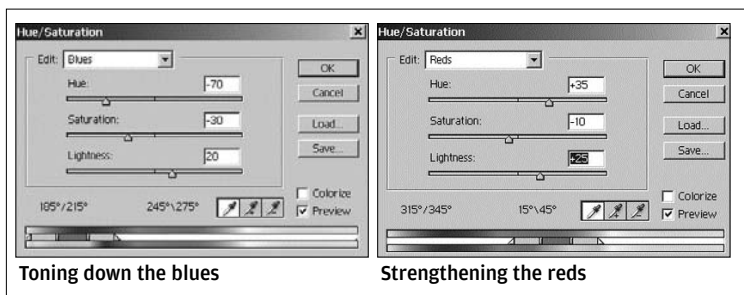 Hue/Saturation
Edit: Blues
Hue: -70
Saturation: -30
Lightness: 20
OK
Cancel
Load...
Save...
Colorize
Preview
185°/215° 245°\275°
Toning down the blues
Hue/Saturation
Edit: Reds
Hue: +35
Saturation: -10
Lightness: +25
OK
Cancel
Load...
Save...
Colorize
Preview
315°/345° 15°\45°
Strengthening the reds